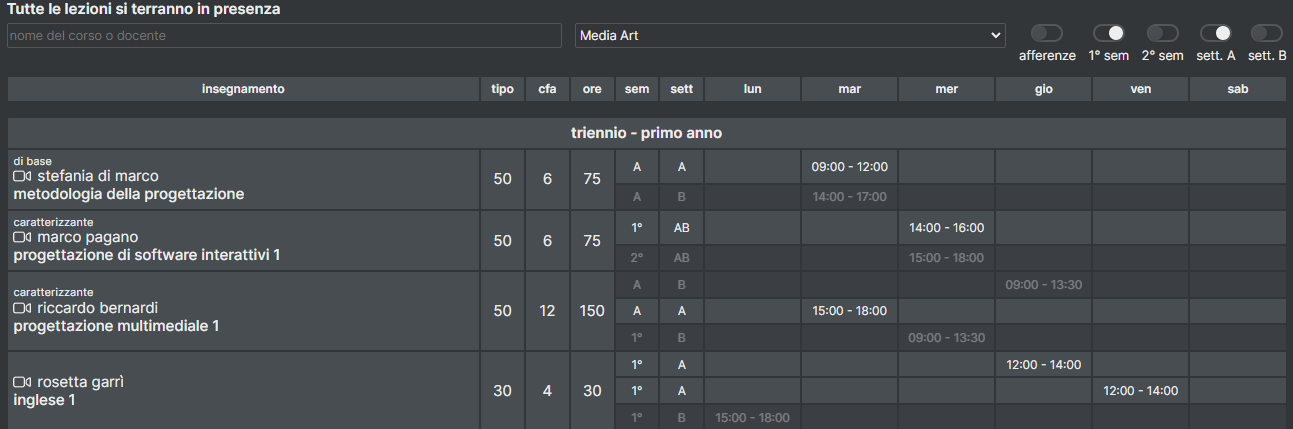 Tutte le lezioni si terranno in presenza
nome del corso o docente
Media Art
afferenze 1° sem 2° sem sett. A sett. B
insegnamento tipo cfa ore sem sett lun mar mer gio ven sab
triennio - primo anno
di base
stefania di marco
metodologia della progettazione
50 6 75
A A 09:00 - 12:00
A B 14:00 - 17:00
caratterizzante
marco pagano
progettazione di software interattivi 1
50 6 75
1° AB 14:00 - 16:00
2° AB 15:00 - 18:00
caratterizzante
riccardo bernardi
progettazione multimediale 1
50 12 150
A B 09:00 - 13:30
A A 15:00 - 18:00
1° B 09:00 - 13:30
rosetta garrì
inglese 1
30 4 30
1° A 12:00 - 14:00
1° A 12:00 - 14:00
1° B 15:00 - 18:00